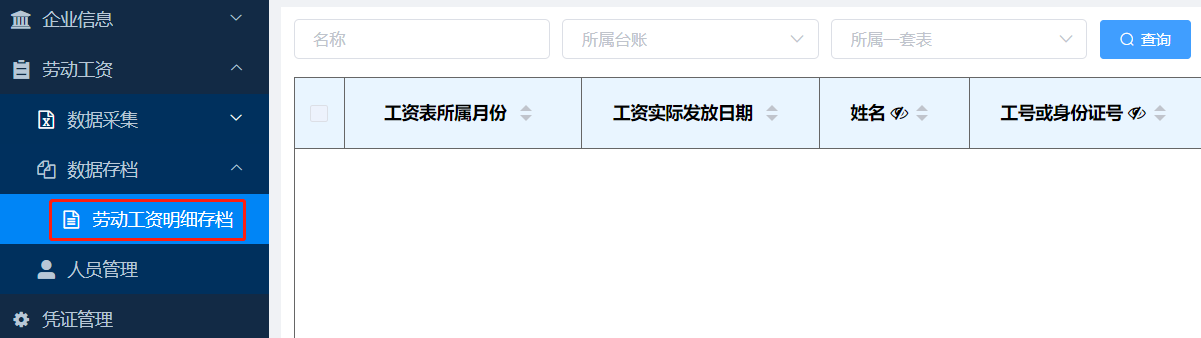 企业信息
劳动工资
数据采集
数据存档
劳动工资明细存档
人员管理
凭证管理
名称 所属台账 所属一套表 查询
工资表所属月份 工资实际发放日期 姓名 工号或身份证号